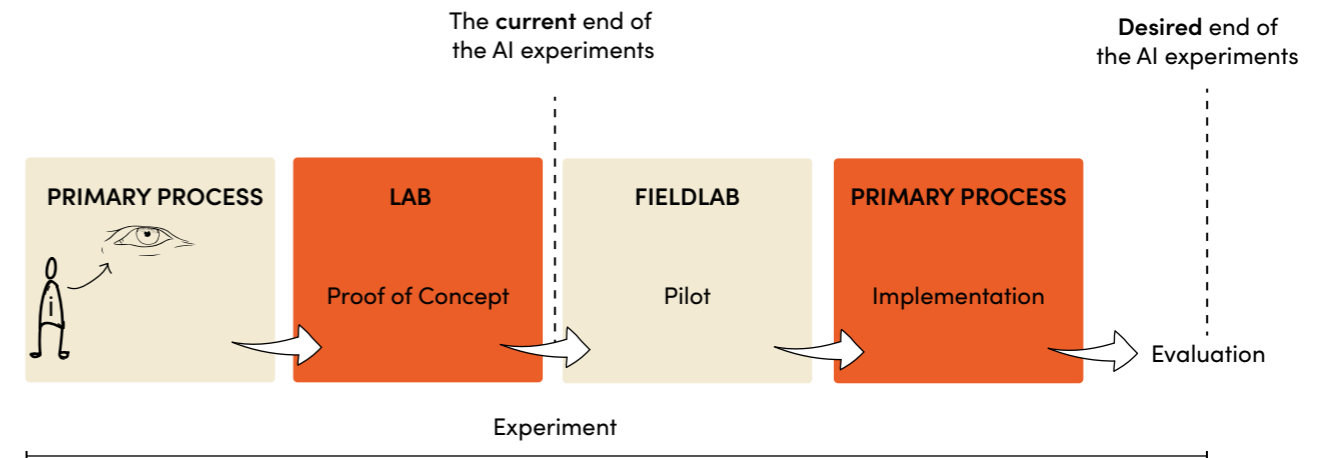 The current end of
the AI experiments
Desired end of
the AI experiments
PRIMARY PROCESS
i
LAB
Proof of Concept
FIELDLAB
Pilot
PRIMARY PROCESS
Implementation
Evaluation
Experiment